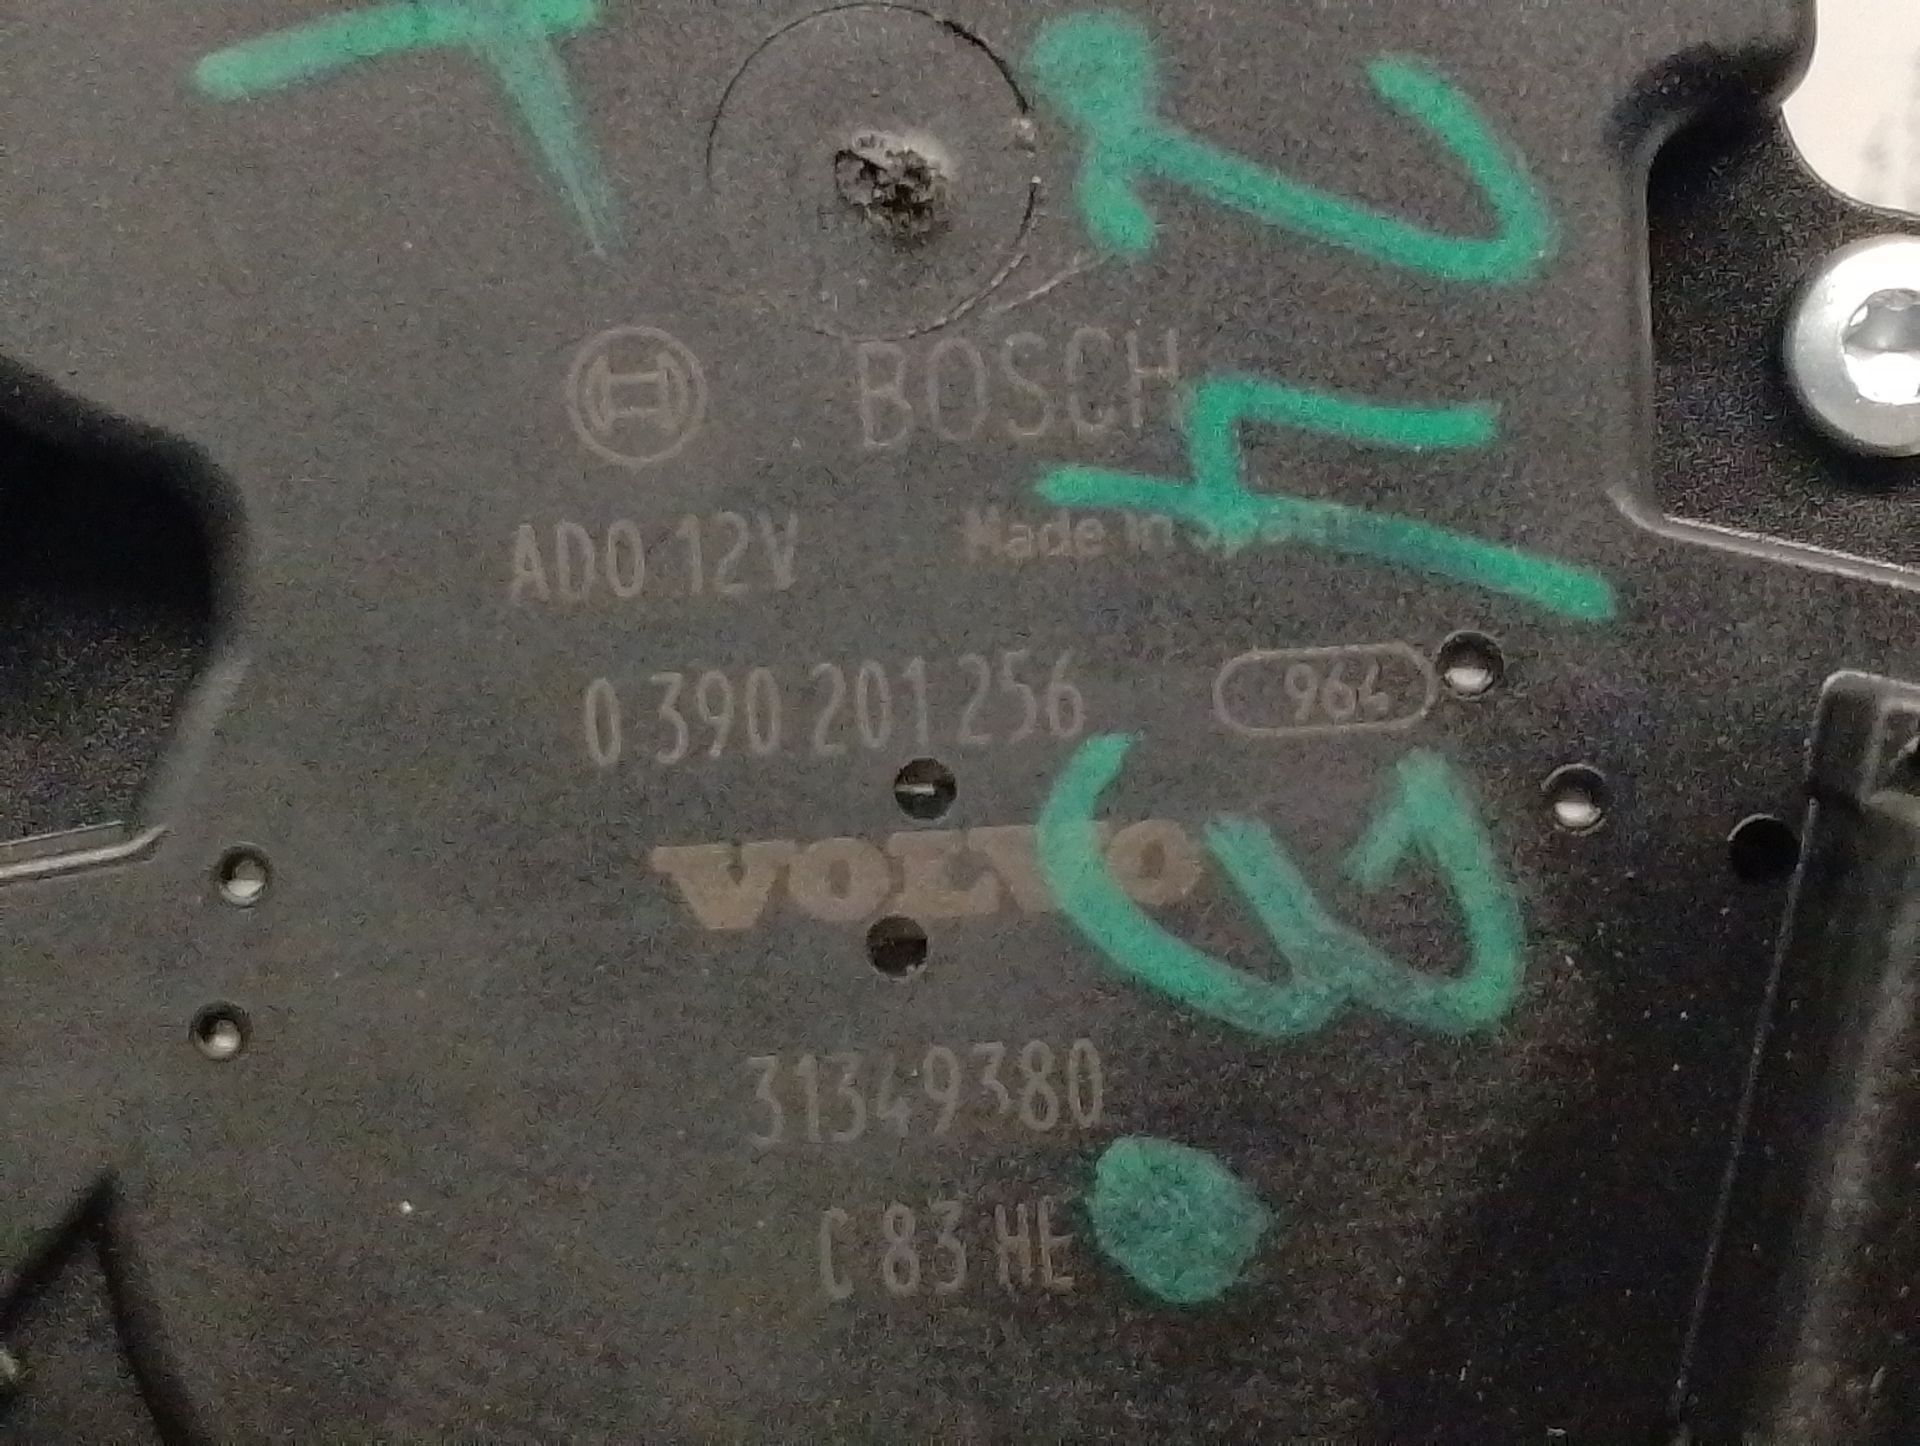 BOSCH
AD0 12V Made in Spain
0 390 201 256 964
VOLVO
31349380
C 83 HE